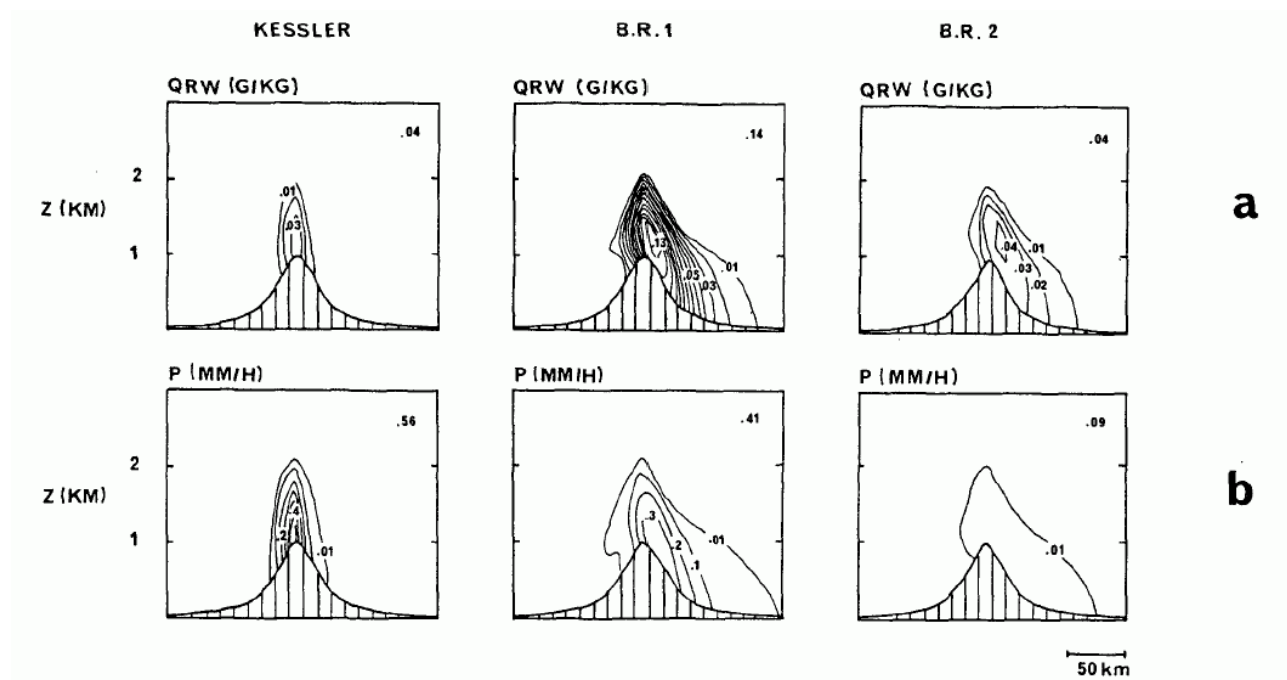 KESSLER B.R.1 B.R.2
QRW (G/KG) QRW (G/KG) QRW (G/KG)
.04 .14 .04
2
.01
Z (KM) a
.03
1
.13 .01 .04 .01
.05 .03 .03
.02
P (MM/H) P (MM/H) P (MM/H)
.56 .41 .09
2
Z (KM) b
.4 .3
.2 .2 .01
1
.01 .1 .01
50 km